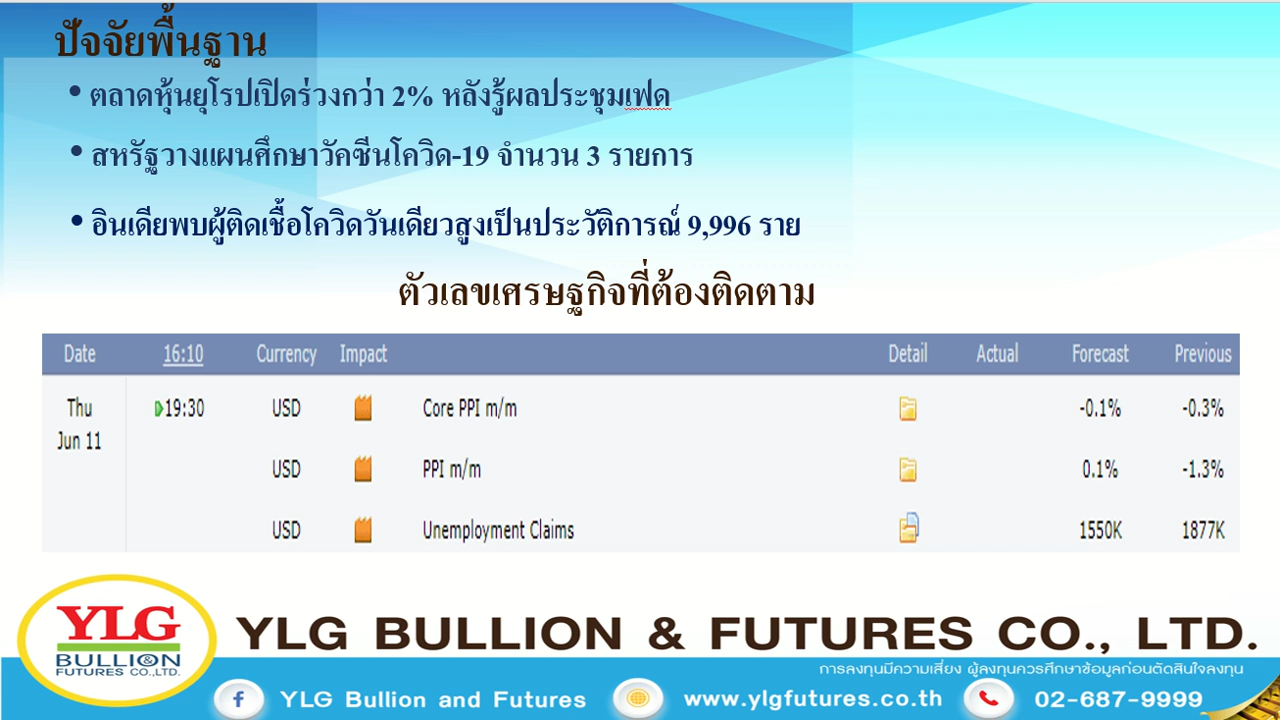 ปัจจัยพื้นฐาน
• ตลาดหุ้นยุโรปเปิดร่วงกว่า 2% หลังรู้ผลประชุมเฟด
• สหรัฐวางแผนศึกษาวัคซีนโควิด-19 จำนวน 3 รายการ
• อินเดียพบผู้ติดเชื้อโควิดวันเดียวสูงเป็นประวัติการณ์ 9,996 ราย
ตัวเลขเศรษฐกิจที่ต้องติดตาม
Date 16:10 Currency Impact Detail Actual Forecast Previous
Thu 19:30 USD Core PPI m/m -0.1% -0.3%
Jun 11
USD PPI m/m 0.1% -1.3%
USD Unemployment Claims 1550K 1877K
YLG
BULLION
FUTURES CO.,LTD.
YLG BULLION & FUTURES CO., LTD.
การลงทุนมีความเสี่ยง ผู้ลงทุนควรศึกษาข้อมูลก่อนตัดสินใจลงทุน
f YLG Bullion and Futures www.ylgfutures.co.th 02-687-9999